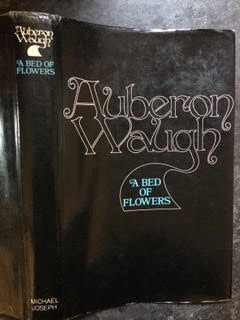 Auberon
Waugh
A BED OF
FLOWERS
MICHAEL
JOSEPH
Auberon
Waugh
A BED
OF
FLOWERS